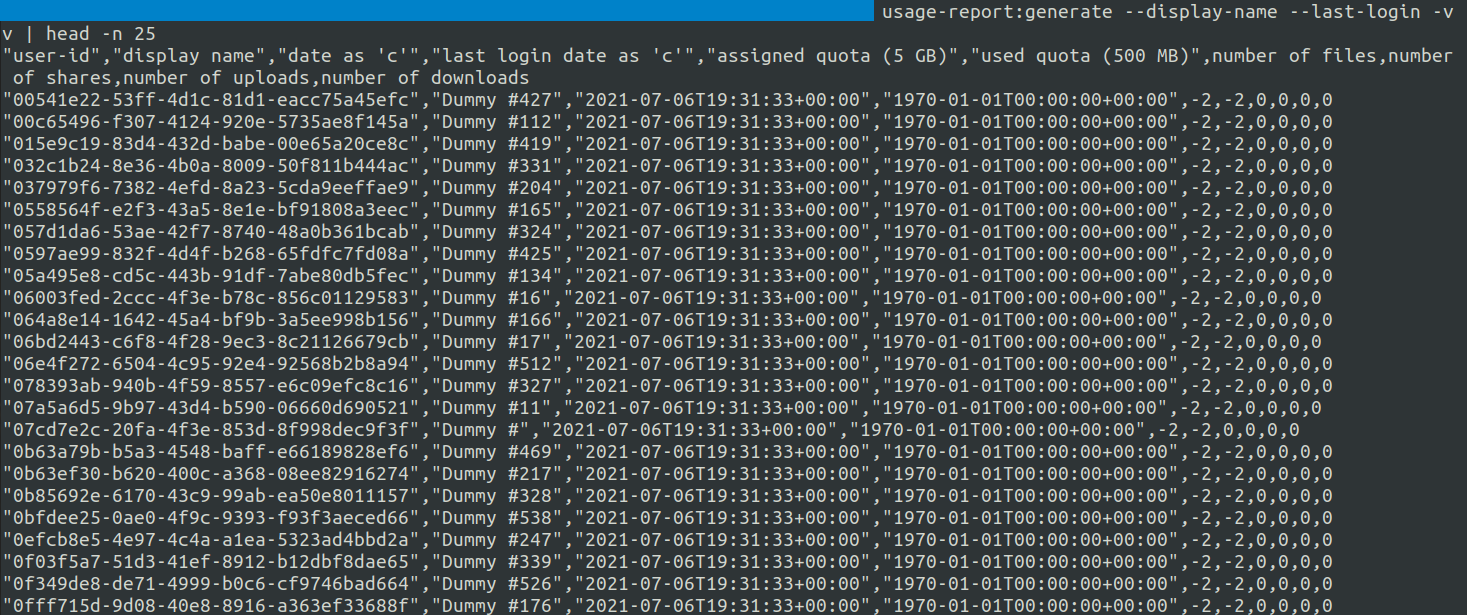 usage-report:generate --display-name --last-login -v
v | head -n 25
"user-id","display name","date as 'c'","last login date as 'c'","assigned quota (5 GB)","used quota (500 MB)",number of files,number
 of shares,number of uploads,number of downloads
"00541e22-53ff-4d1c-81d1-eacc75a45efc","Dummy #427","2021-07-06T19:31:33+00:00","1970-01-01T00:00:00+00:00",-2,-2,0,0,0,0
"00c65496-f307-4124-920e-5735ae8f145a","Dummy #112","2021-07-06T19:31:33+00:00","1970-01-01T00:00:00+00:00",-2,-2,0,0,0,0
"015e9c19-83d4-432d-babe-00e65a20ce8c","Dummy #419","2021-07-06T19:31:33+00:00","1970-01-01T00:00:00+00:00",-2,-2,0,0,0,0
"032c1b24-8e36-4b0a-8009-50f811b444ac","Dummy #331","2021-07-06T19:31:33+00:00","1970-01-01T00:00:00+00:00",-2,-2,0,0,0,0
"037979f6-7382-4efd-8a23-5cda9eeffae9","Dummy #204","2021-07-06T19:31:33+00:00","1970-01-01T00:00:00+00:00",-2,-2,0,0,0,0
"0558564f-e2f3-43a5-8e1e-bf91808a3eec","Dummy #165","2021-07-06T19:31:33+00:00","1970-01-01T00:00:00+00:00",-2,-2,0,0,0,0
"057d1da6-53ae-42f7-8740-48a0b361bcab","Dummy #324","2021-07-06T19:31:33+00:00","1970-01-01T00:00:00+00:00",-2,-2,0,0,0,0
"0597ae99-832f-4d4f-b268-65fdfc7fd08a","Dummy #425","2021-07-06T19:31:33+00:00","1970-01-01T00:00:00+00:00",-2,-2,0,0,0,0
"05a495e8-cd5c-443b-91df-7abe80db5fec","Dummy #134","2021-07-06T19:31:33+00:00","1970-01-01T00:00:00+00:00",-2,-2,0,0,0,0
"06003fed-2ccc-4f3e-b78c-856c01129583","Dummy #16","2021-07-06T19:31:33+00:00","1970-01-01T00:00:00+00:00",-2,-2,0,0,0,0
"064a8e14-1642-45a4-bf9b-3a5ee998b156","Dummy #166","2021-07-06T19:31:33+00:00","1970-01-01T00:00:00+00:00",-2,-2,0,0,0,0
"06bd2443-c6f8-4f28-9ec3-8c21126679cb","Dummy #17","2021-07-06T19:31:33+00:00","1970-01-01T00:00:00+00:00",-2,-2,0,0,0,0
"06e4f272-6504-4c95-92e4-92568b2b8a94","Dummy #512","2021-07-06T19:31:33+00:00","1970-01-01T00:00:00+00:00",-2,-2,0,0,0,0
"078393ab-940b-4f59-8557-e6c09efc8c16","Dummy #327","2021-07-06T19:31:33+00:00","1970-01-01T00:00:00+00:00",-2,-2,0,0,0,0
"07a5a6d5-9b97-43d4-b590-06660d690521","Dummy #11","2021-07-06T19:31:33+00:00","1970-01-01T00:00:00+00:00",-2,-2,0,0,0,0
"07cd7e2c-20fa-4f3e-853d-8f998dec9f3f","Dummy #","2021-07-06T19:31:33+00:00","1970-01-01T00:00:00+00:00",-2,-2,0,0,0,0
"0b63a79b-b5a3-4548-baff-e66189828ef6","Dummy #469","2021-07-06T19:31:33+00:00","1970-01-01T00:00:00+00:00",-2,-2,0,0,0,0
"0b63ef30-b620-400c-a368-08ee82916274","Dummy #217","2021-07-06T19:31:33+00:00","1970-01-01T00:00:00+00:00",-2,-2,0,0,0,0
"0b85692e-6170-43c9-99ab-ea50e8011157","Dummy #328","2021-07-06T19:31:33+00:00","1970-01-01T00:00:00+00:00",-2,-2,0,0,0,0
"0bfdee25-0ae0-4f9c-9393-f93f3aeced66","Dummy #538","2021-07-06T19:31:33+00:00","1970-01-01T00:00:00+00:00",-2,-2,0,0,0,0
"0efcb8e5-4e97-4c4a-a1ea-5323ad4bbd2a","Dummy #247","2021-07-06T19:31:33+00:00","1970-01-01T00:00:00+00:00",-2,-2,0,0,0,0
"0f03f5a7-51d3-41ef-8912-b12dbf8dae65","Dummy #339","2021-07-06T19:31:33+00:00","1970-01-01T00:00:00+00:00",-2,-2,0,0,0,0
"0f349de8-de71-4999-b0c6-cf9746bad664","Dummy #526","2021-07-06T19:31:33+00:00","1970-01-01T00:00:00+00:00",-2,-2,0,0,0,0
"0fff715d-9d08-40e8-8916-a363ef33688f","Dummy #176","2021-07-06T19:31:33+00:00","1970-01-01T00:00:00+00:00",-2,-2,0,0,0,0